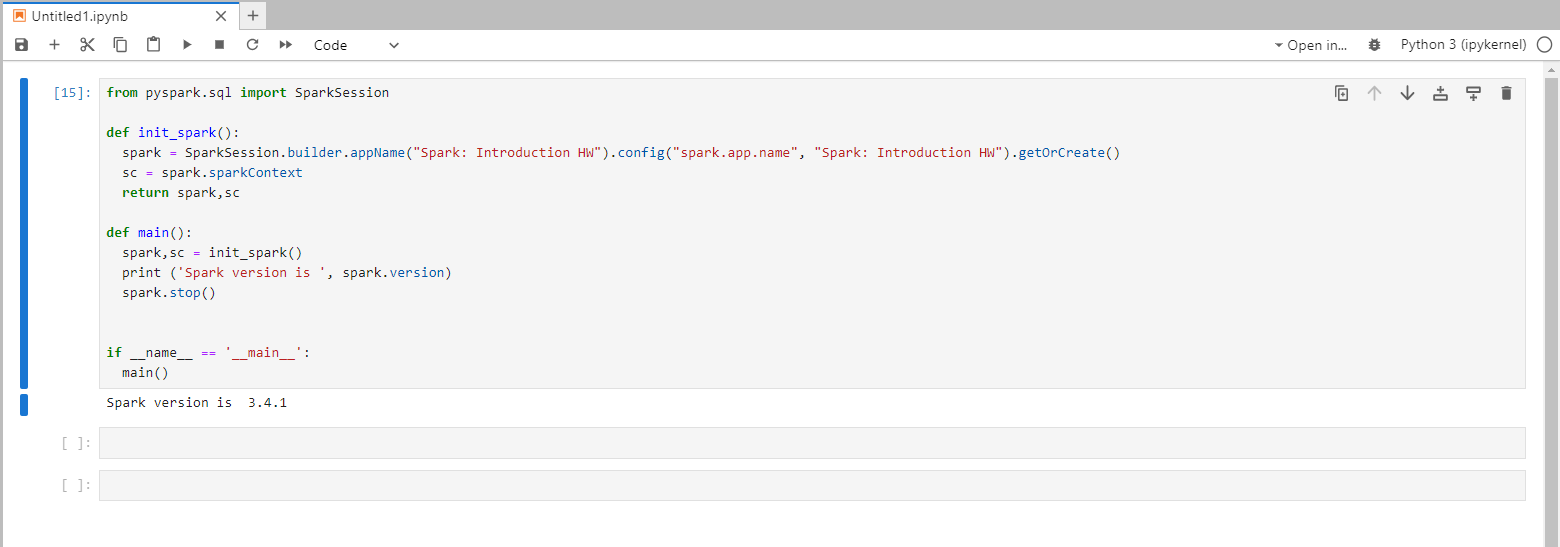 Untitled1.ipynb
Code
Open in...
Python 3 (ipykernel)
[15]:
from pyspark.sql import SparkSession
def init_spark():
  spark = SparkSession.builder.appName("Spark: Introduction HW").config("spark.app.name", "Spark: Introduction HW").getOrCreate()
  sc = spark.sparkContext
  return spark,sc
def main():
  spark,sc = init_spark()
  print ('Spark version is ', spark.version)
  spark.stop()
if __name__ == '__main__':
  main()
Spark version is  3.4.1
[ ]:
[ ]: